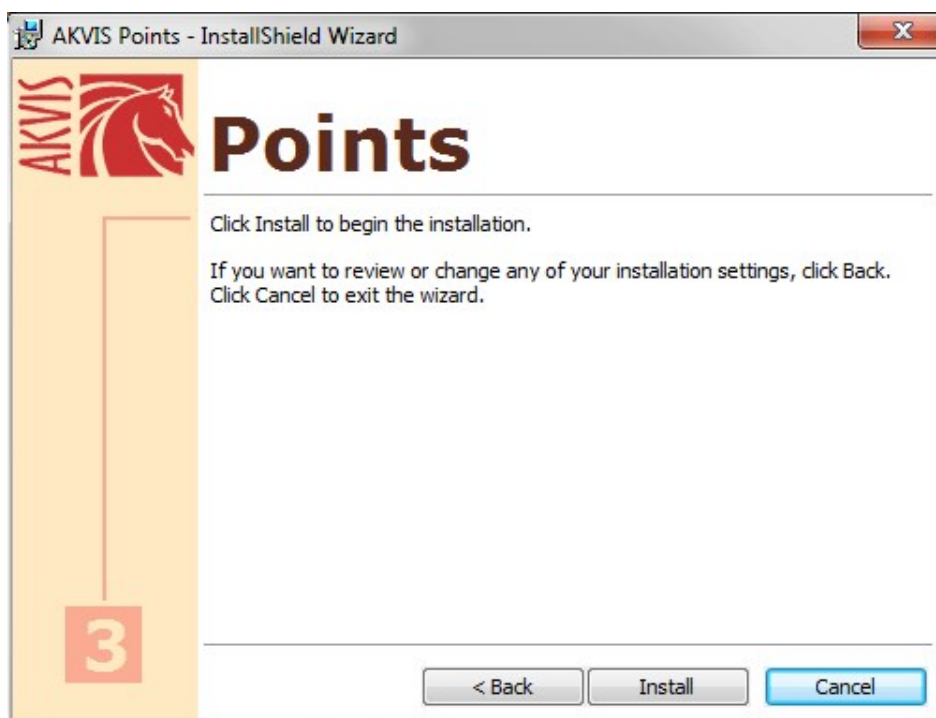 AKVIS Points - InstallShield Wizard
X
AKVIS
Points
Click Install to begin the installation.
If you want to review or change any of your installation settings, click Back.
Click Cancel to exit the wizard.
3
< Back
Install
Cancel